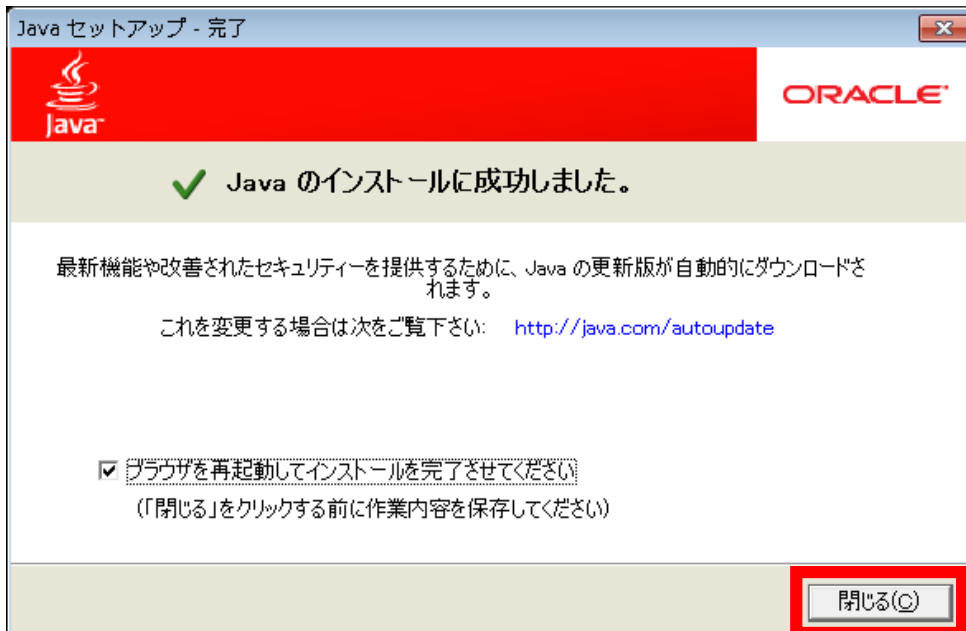 Java セットアップ - 完了
Java
ORACLE
Java のインストールに成功しました。
最新機能や改善されたセキュリティーを提供するために、Java の更新版が自動的にダウンロードさ
れます。
これを変更する場合は次をご覧下さい: http://java.com/autoupdate
ブラウザを再起動してインストールを完了させてください
(「閉じる」をクリックする前に作業内容を保存してください)
閉じる(C)